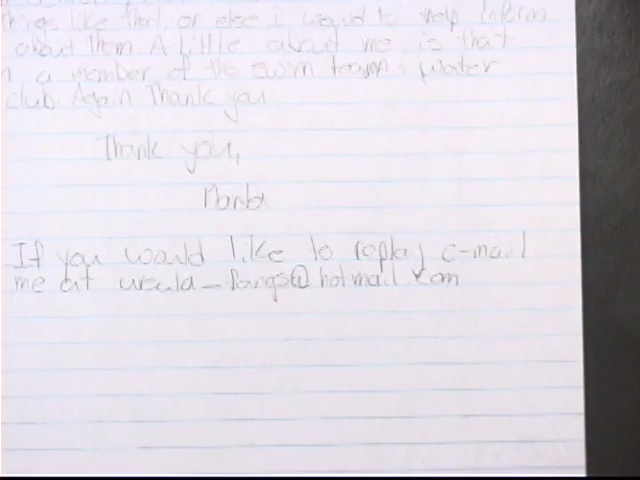 things like that or else I would to help inform
about them. A little about me is that
a member of the swm team, water
club. Again Thank you
Thank you,
If you would like to replay e-mail
me at